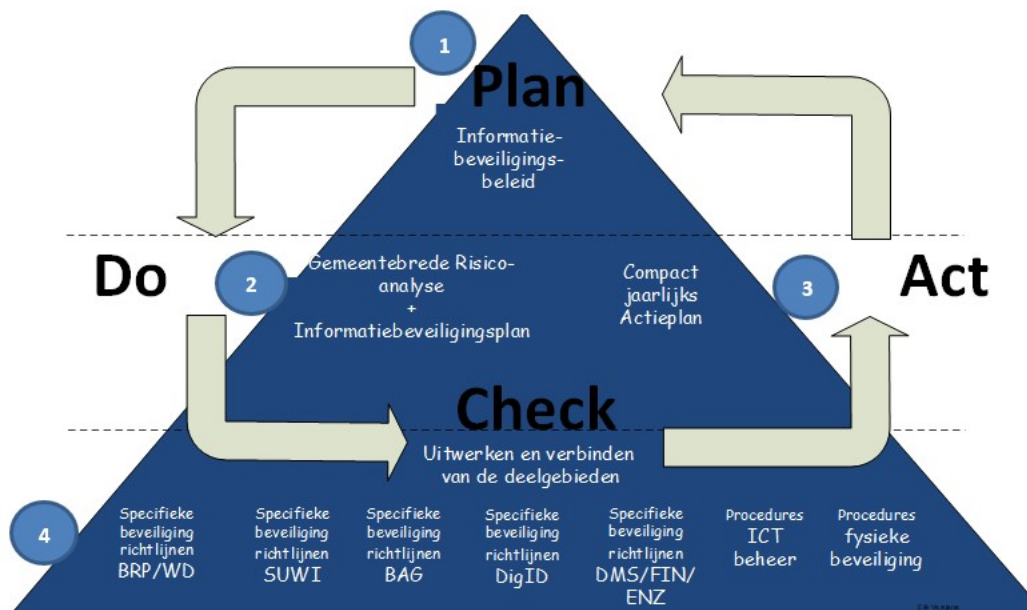 1
Plan
Informatie-
beveiligings-
beleid
Do
2
Gemeentebrede Risico-
analyse
+
Informatiebeveiligingsplan
Compact
jaarlijks
Actieplan
3
Act
Check
Uitwerken en verbinden
van de deelgebieden
4
Specifieke
beveiliging
richtlijnen
BRP/WD
Specifieke
beveiliging
richtlijnen
SUWI
Specifieke
beveiliging
richtlijnen
BAG
Specifieke
beveiliging
richtlijnen
DigID
Specifieke
beveiliging
richtlijnen
DMS/FIN/
ENZ
Procedures
ICT
beheer
Procedures
fysieke
beveiliging